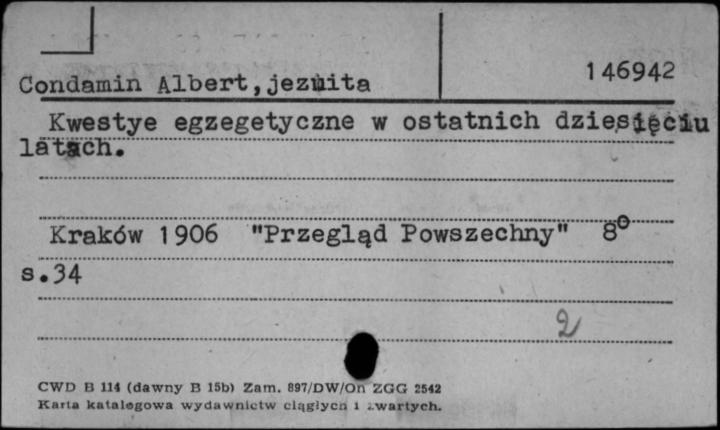 146942
Condamin Albert, jezuita
Kwestye egzegetyczne w ostatnich dziesięciu
latach.
Kraków 1906 "Przegląd Powszechny" 8°
s.34
2
CWD B 114 (dawny B 15b) Zam. 897/DW/On ZGG 2542
Karta katalogowa wydawnictw ciągłych i zwartych.